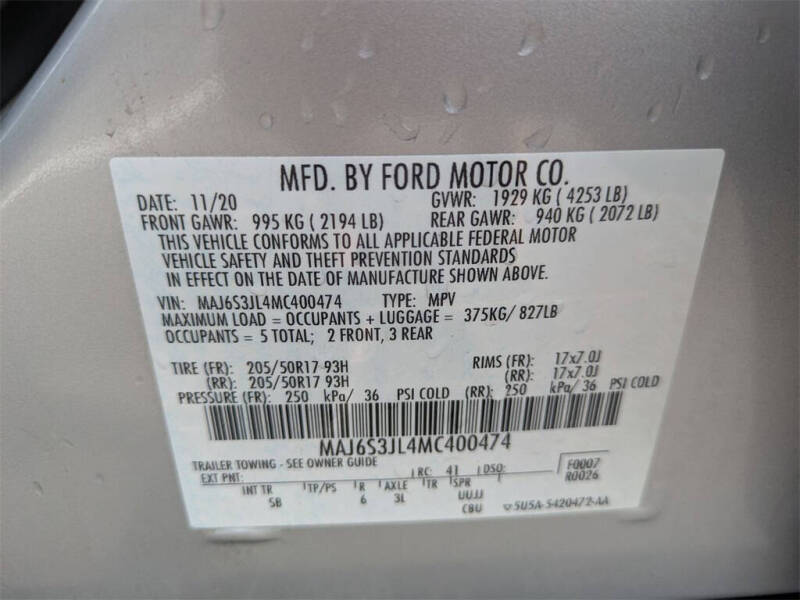 MFD. BY FORD MOTOR CO.
DATE: 11/20 GVWR: 1929 KG ( 4253 LB)
FRONT GAWR: 995 KG ( 2194 LB) REAR GAWR: 940 KG ( 2072 LB)
THIS VEHICLE CONFORMS TO ALL APPLICABLE FEDERAL MOTOR
VEHICLE SAFETY AND THEFT PREVENTION STANDARDS
IN EFFECT ON THE DATE OF MANUFACTURE SHOWN ABOVE.
VIN: MAJ6S3JL4MC400474 TYPE: MPV
MAXIMUM LOAD = OCCUPANTS + LUGGAGE = 375KG/ 827LB
OCCUPANTS = 5 TOTAL; 2 FRONT, 3 REAR
TIRE (FR): 205/50R17 93H RIMS (FR): 17x7.0J
(RR): 205/50R17 93H (RR): 17x7.0J
PRESSURE (FR): 250 kPa/ 36 PSI COLD (RR): 250 kPa/ 36 PSI COLD
MAJ6S3JL4MC400474
TRAILER TOWING - SEE OWNER GUIDE
EXT PNT: RC: 41 DSO: F0007
R0026
INT TR TP/PS R AXLE TR SPR
SB 6 3L UUJJ
CBU 5U5A-5420472-AA